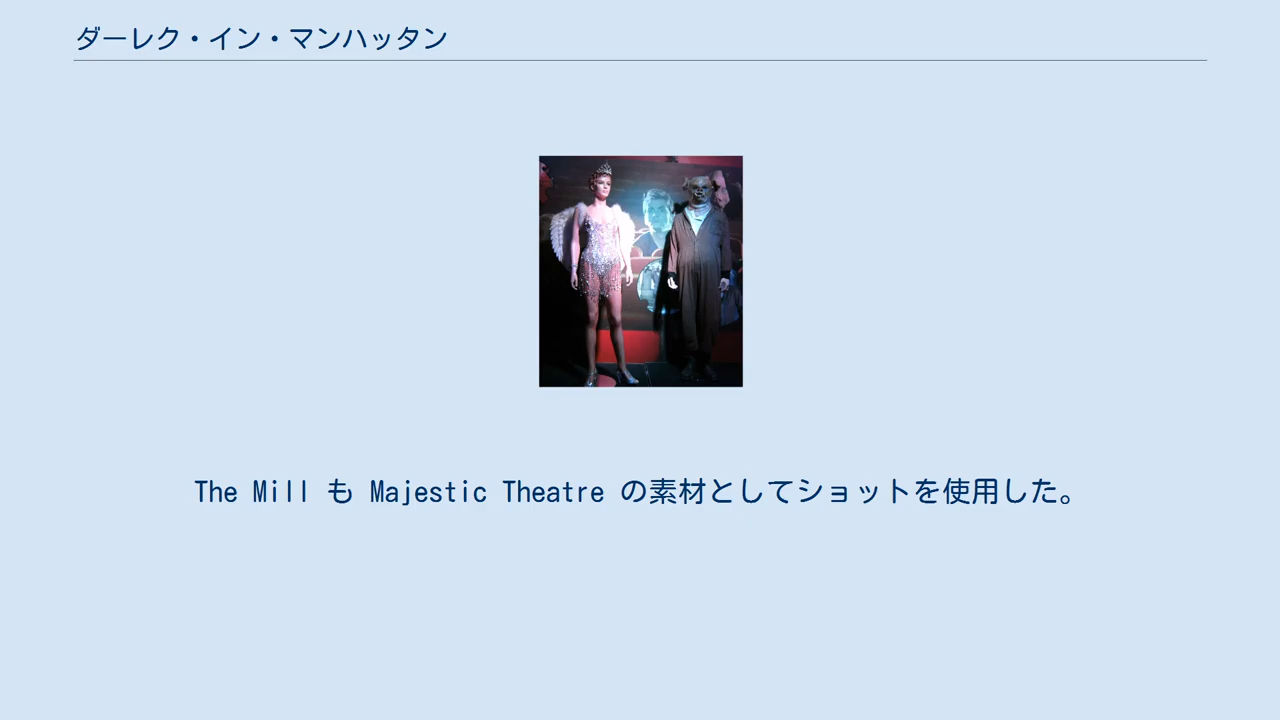 ダーレク・イン・マンハッタン
The Mill も Majestic Theatre の素材としてショットを使用した。